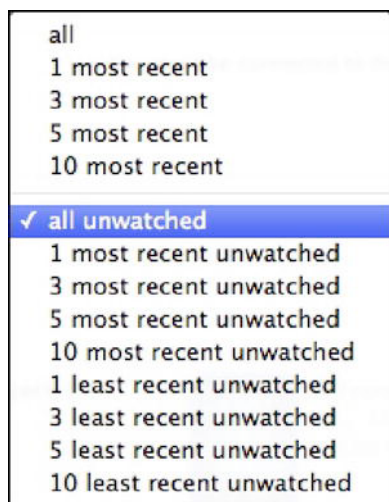 all
1 most recent
3 most recent
5 most recent
10 most recent
✓ all unwatched
1 most recent unwatched
3 most recent unwatched
5 most recent unwatched
10 most recent unwatched
1 least recent unwatched
3 least recent unwatched
5 least recent unwatched
10 least recent unwatched